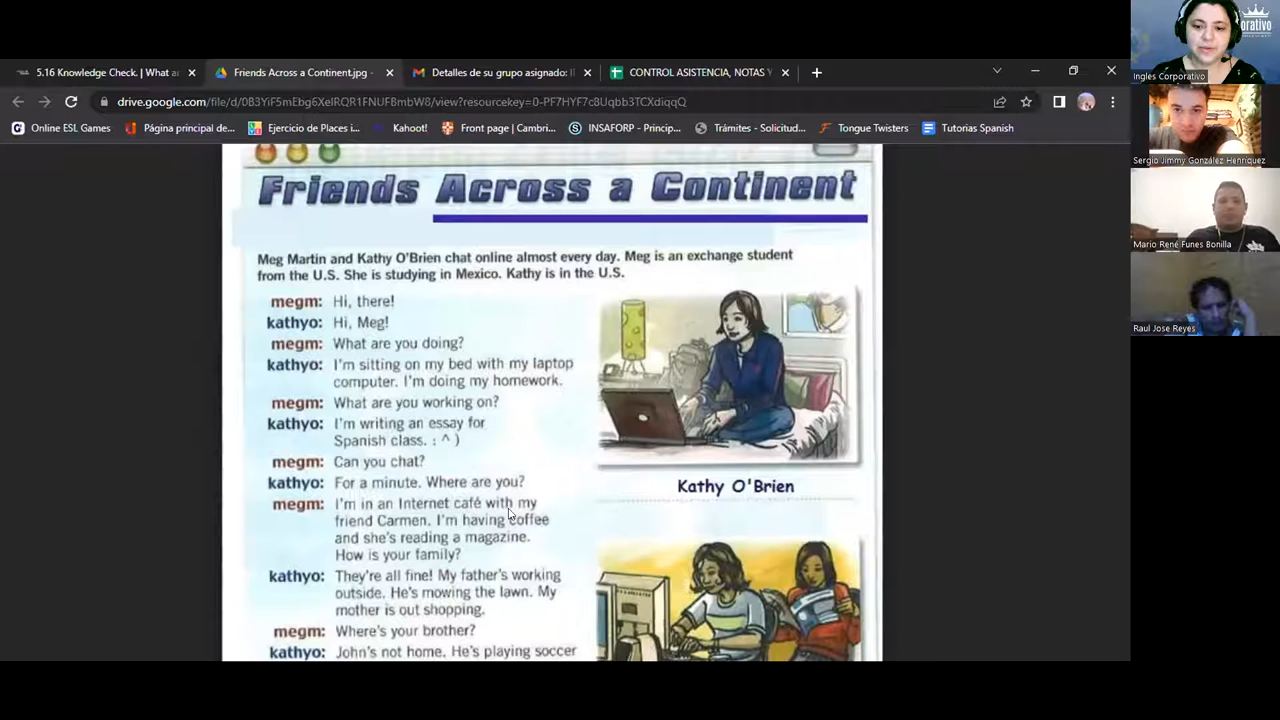 orativo
Ingles Corporativo
5.16 Knowledge Check. | What a
Friends Across a Continent.jpg
Detalles de su grupo asignado: I
CONTROL ASISTENCIA, NOTAS Y
drive.google.com/file/d/0B3YiF5mEbg6XelRQR1FNUF8mbW8/view?resourcekey=0-PF7HYF7c8Uqbb3TCXdiqqQ
Online ESL Games
Página principal de...
Ejercicio de Places i...
Kahoot!
Front page | Cambri...
INSAFORP - Princip...
Trámites - Solicitud...
Tongue Twisters
Tutorias Spanish
Sergio Jimmy González Henríquez
Mario René Funes Bonilla
Raul Jose Reyes
Friends Across a Continent
Meg Martin and Kathy O'Brien chat online almost every day. Meg is an exchange student
from the U.S. She is studying in Mexico. Kathy is in the U.S.
megm: Hi, there!
kathyo: Hi, Meg!
megm: What are you doing?
kathyo: I'm sitting on my bed with my laptop
computer. I'm doing my homework.
megm: What are you working on?
kathyo: I'm writing an essay for
Spanish class. : ^ )
megm: Can you chat?
kathyo: For a minute. Where are you?
megm: I'm in an Internet café with my
friend Carmen. I'm having coffee
and she's reading a magazine.
How is your family?
kathyo: They're all fine! My father's working
outside. He's mowing the lawn. My
mother is out shopping.
megm: Where's your brother?
kathyo: John's not home. He's playing soccer
Kathy O'Brien